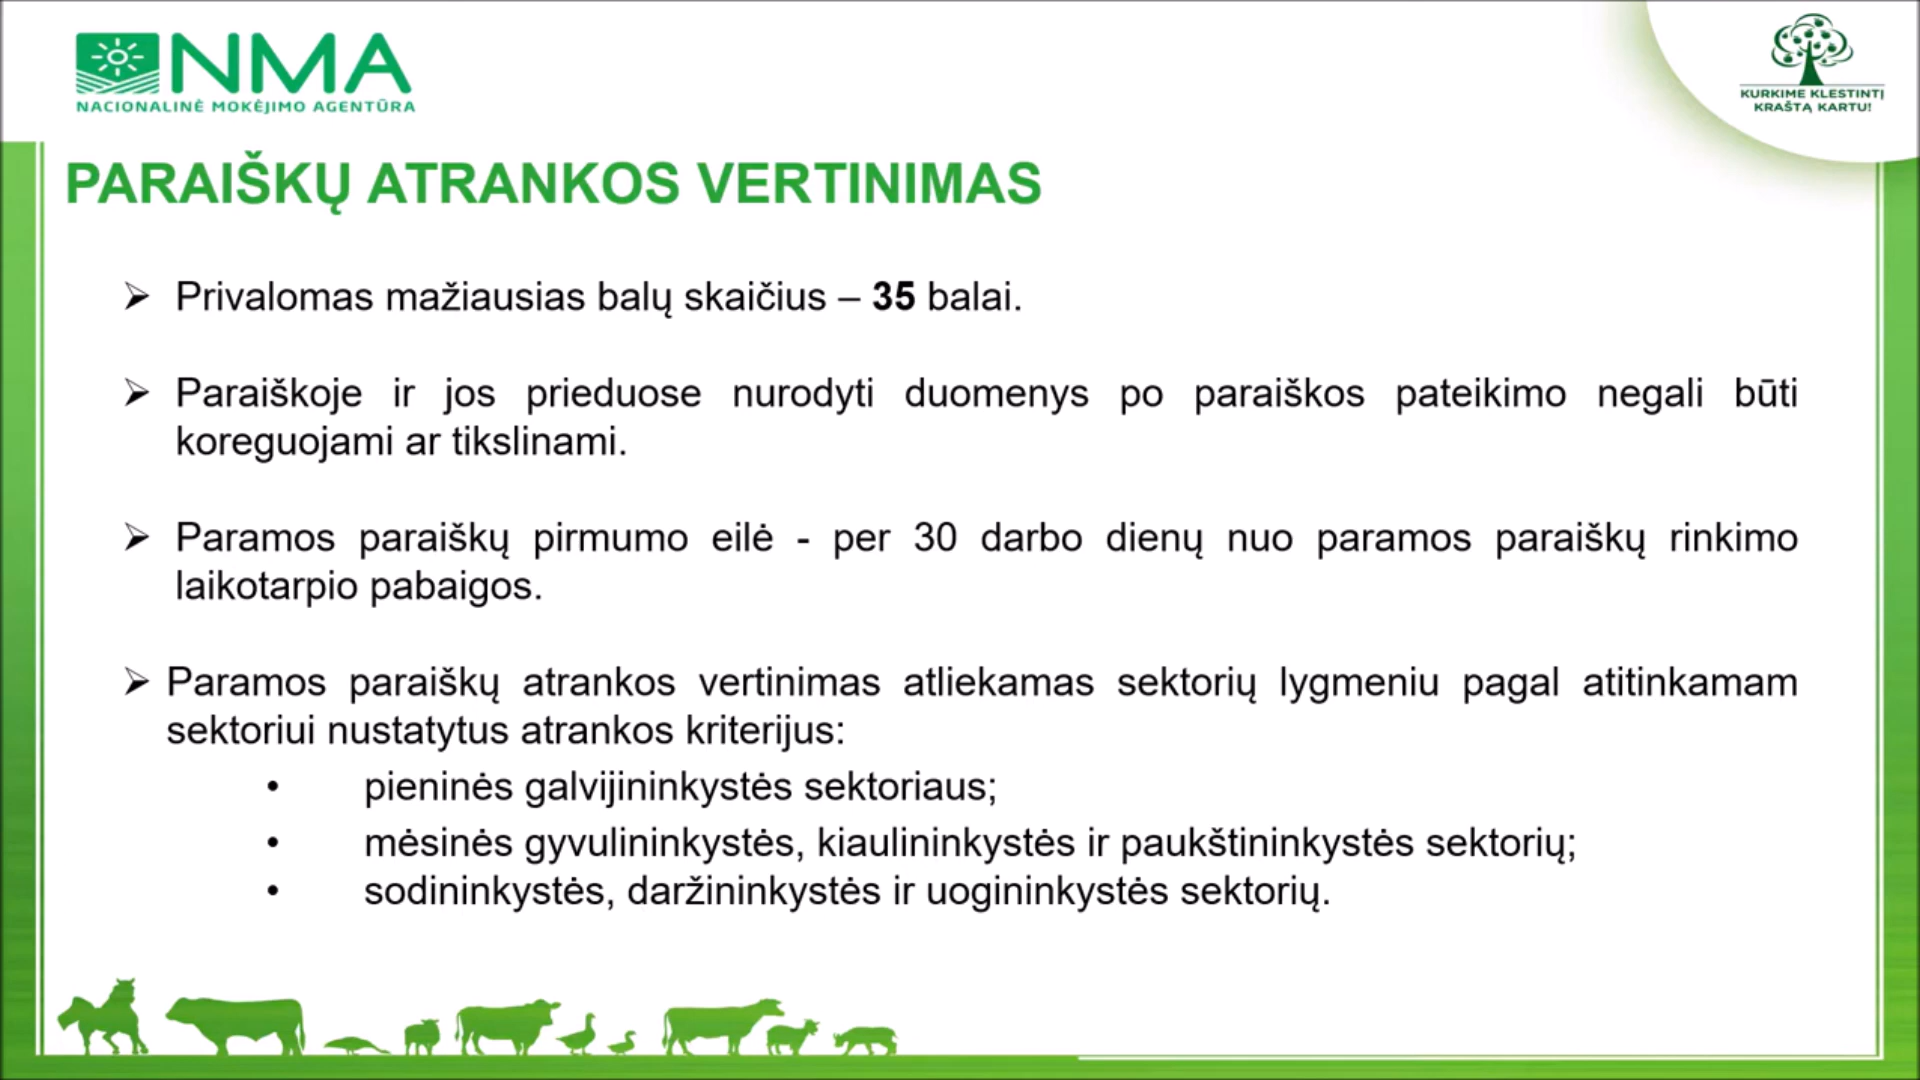 NMA
NACIONALINĖ MOKĖJIMO AGENTŪRA
KURKIME KLESTINTĮ
KRAŠTĄ KARTU!
PARAIŠKŲ ATRANKOS VERTINIMAS
➢ Privalomas mažiausias balų skaičius – 35 balai.
➢ Paraiškoje ir jos prieduose nurodyti duomenys po paraiškos pateikimo negali būti
koreguojami ar tikslinami.
➢ Paramos paraiškų pirmumo eilė - per 30 darbo dienų nuo paramos paraiškų rinkimo
laikotarpio pabaigos.
➢ Paramos paraiškų atrankos vertinimas atliekamas sektorių lygmeniu pagal atitinkamam
sektoriui nustatytus atrankos kriterijus:
• pieninės galvijininkystės sektoriaus;
• mėsinės gyvulininkystės, kiaulininkystės ir paukštininkystės sektorių;
• sodininkystės, daržininkystės ir uogininkystės sektorių.